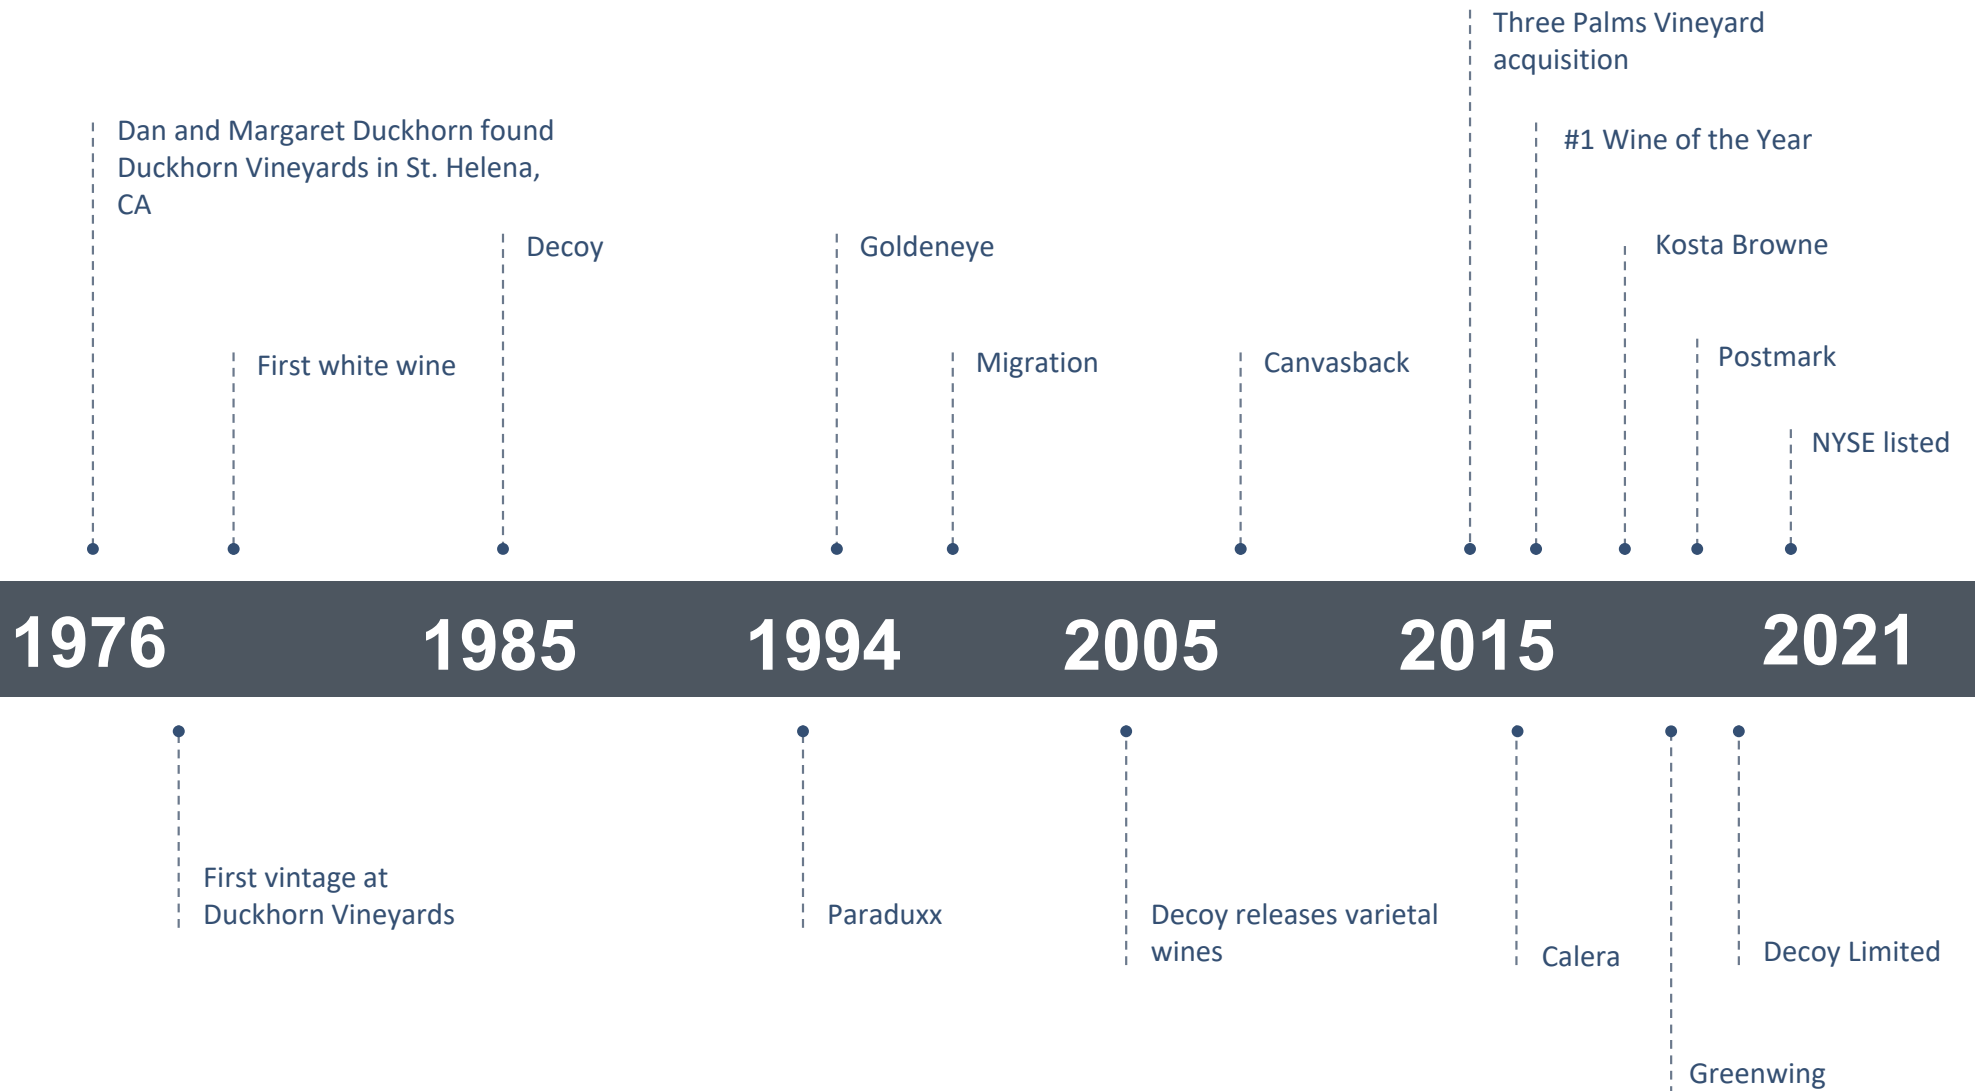 Three Palms Vineyard
acquisition
Dan and Margaret Duckhorn found
Duckhorn Vineyards in St. Helena,
CA
#1 Wine of the Year
Decoy
Goldeneye
Kosta Browne
First white wine
Migration
Canvasback
Postmark
NYSE listed
1976
1985
1994
2005
2015
2021
First vintage at
Duckhorn Vineyards
Paraduxx
Decoy releases varietal
wines
Calera
Decoy Limited
Greenwing